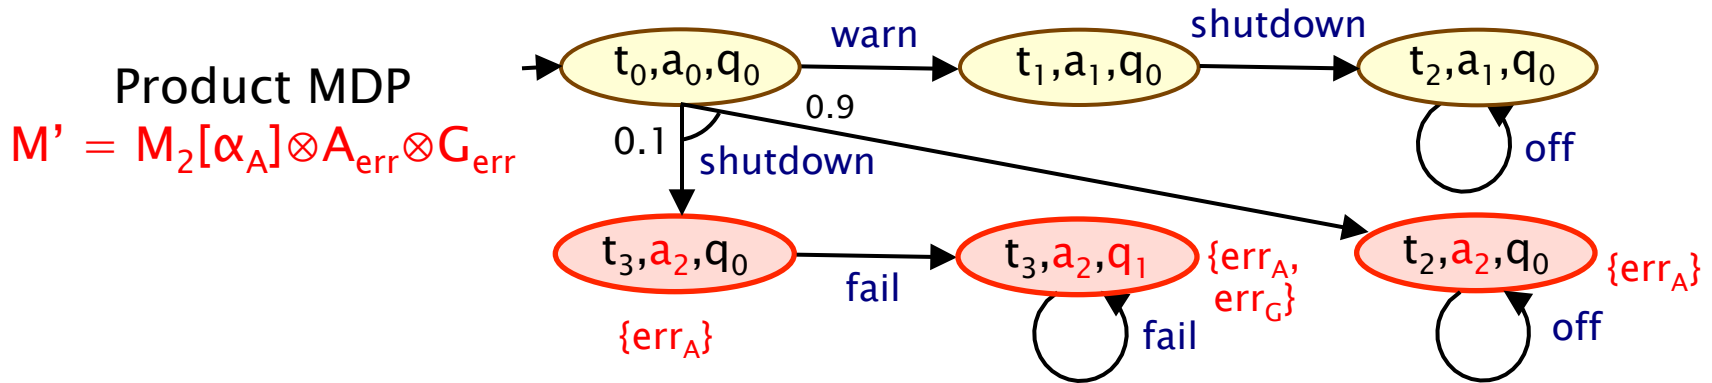 Product MDP
M’ = M₂[α_A]⊗A_err⊗G_err
t₀,a₀,q₀
warn
t₁,a₁,q₀
shutdown
t₂,a₁,q₀
off
0.1
0.9
shutdown
t₃,a₂,q₀
{err_A}
fail
t₃,a₂,q₁
{err_A,
err_G}
fail
t₂,a₂,q₀
{err_A}
off